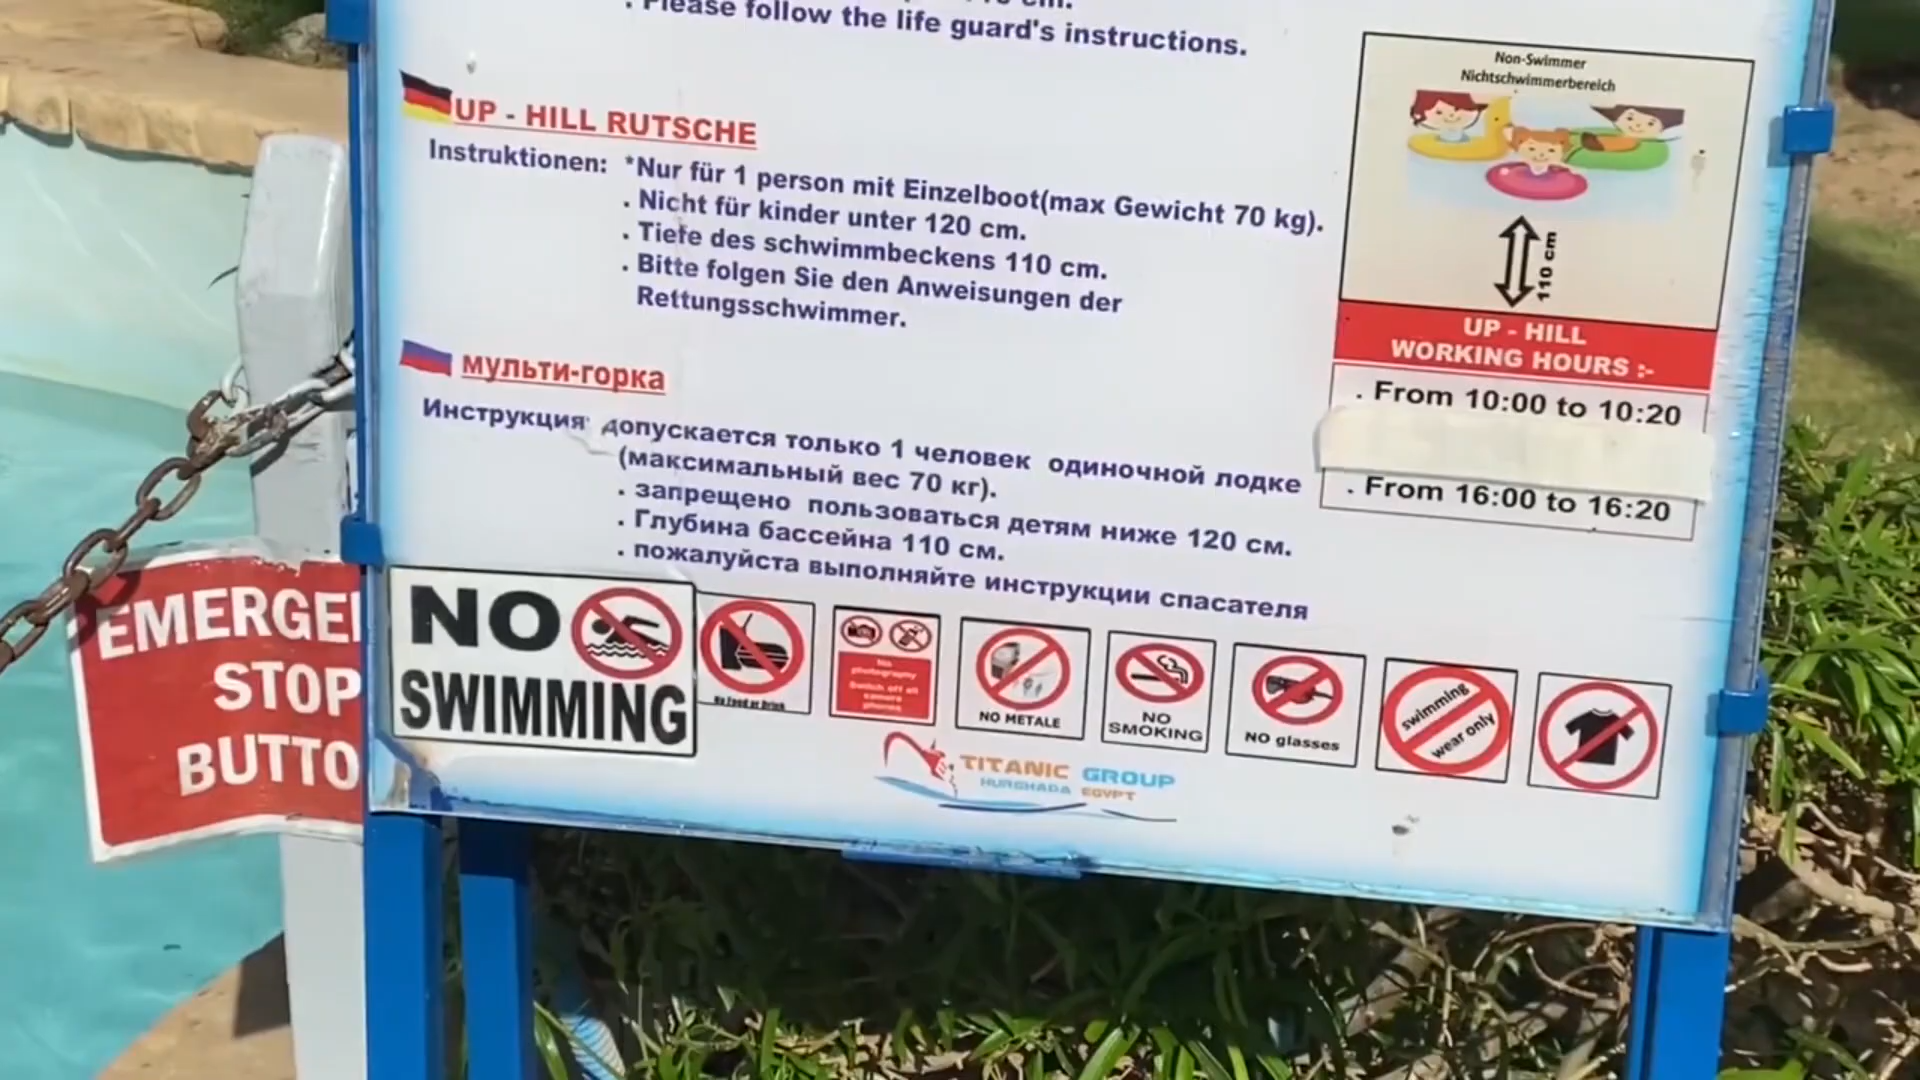 . Please follow the life guard's instructions.
UP - HILL RUTSCHE
Instruktionen: *Nur für 1 person mit Einzelboot(max Gewicht 70 kg).
. Nicht für kinder unter 120 cm.
. Tiefe des schwimmbeckens 110 cm.
. Bitte folgen Sie den Anweisungen der
Rettungsschwimmer.
мульти-горка
Инструкция: допускается только 1 человек одиночной лодке
(максимальный вес 70 кг).
. запрещено пользоваться детям ниже 120 см.
. Глубина бассейна 110 см.
. пожалуйста выполняйте инструкции спасателя
Non-Swimmer
Nichtschwimmerbereich
110 cm
UP - HILL
WORKING HOURS :-
. From 10:00 to 10:20
. From 16:00 to 16:20
EMERGE
STOP
BUTTO
NO
SWIMMING
No Food or Drink
No
photography
Switch off all
camera
phones
NO METALE
NO
SMOKING
NO glasses
swimming
wear only
TITANIC GROUP
HURGHADA EGYPT